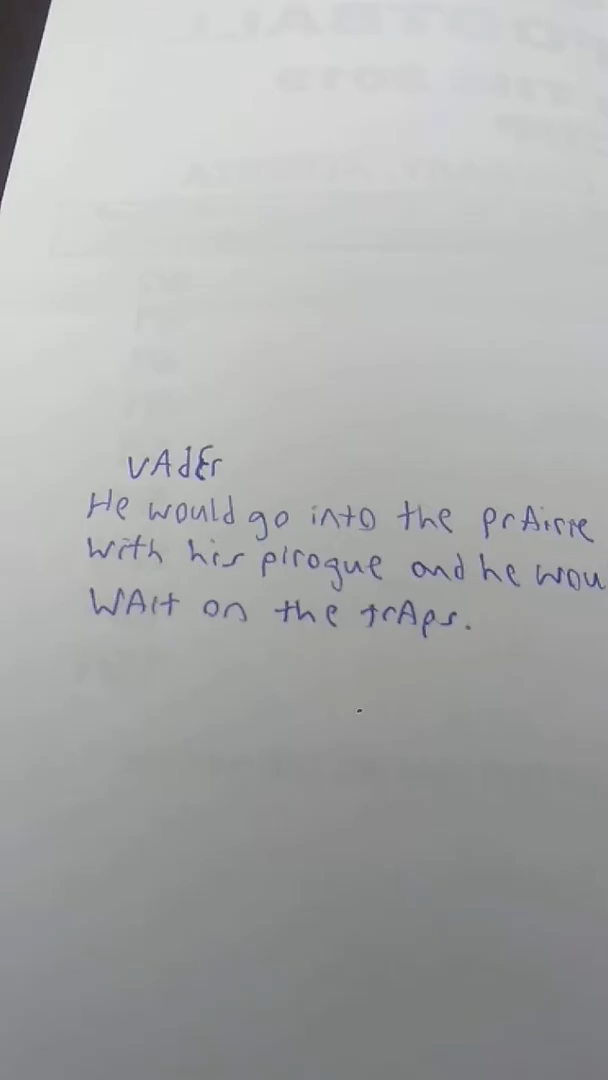 VAdEr
He would go into the prAirie
with his pirogue and he wou
WAIt on the trAps.